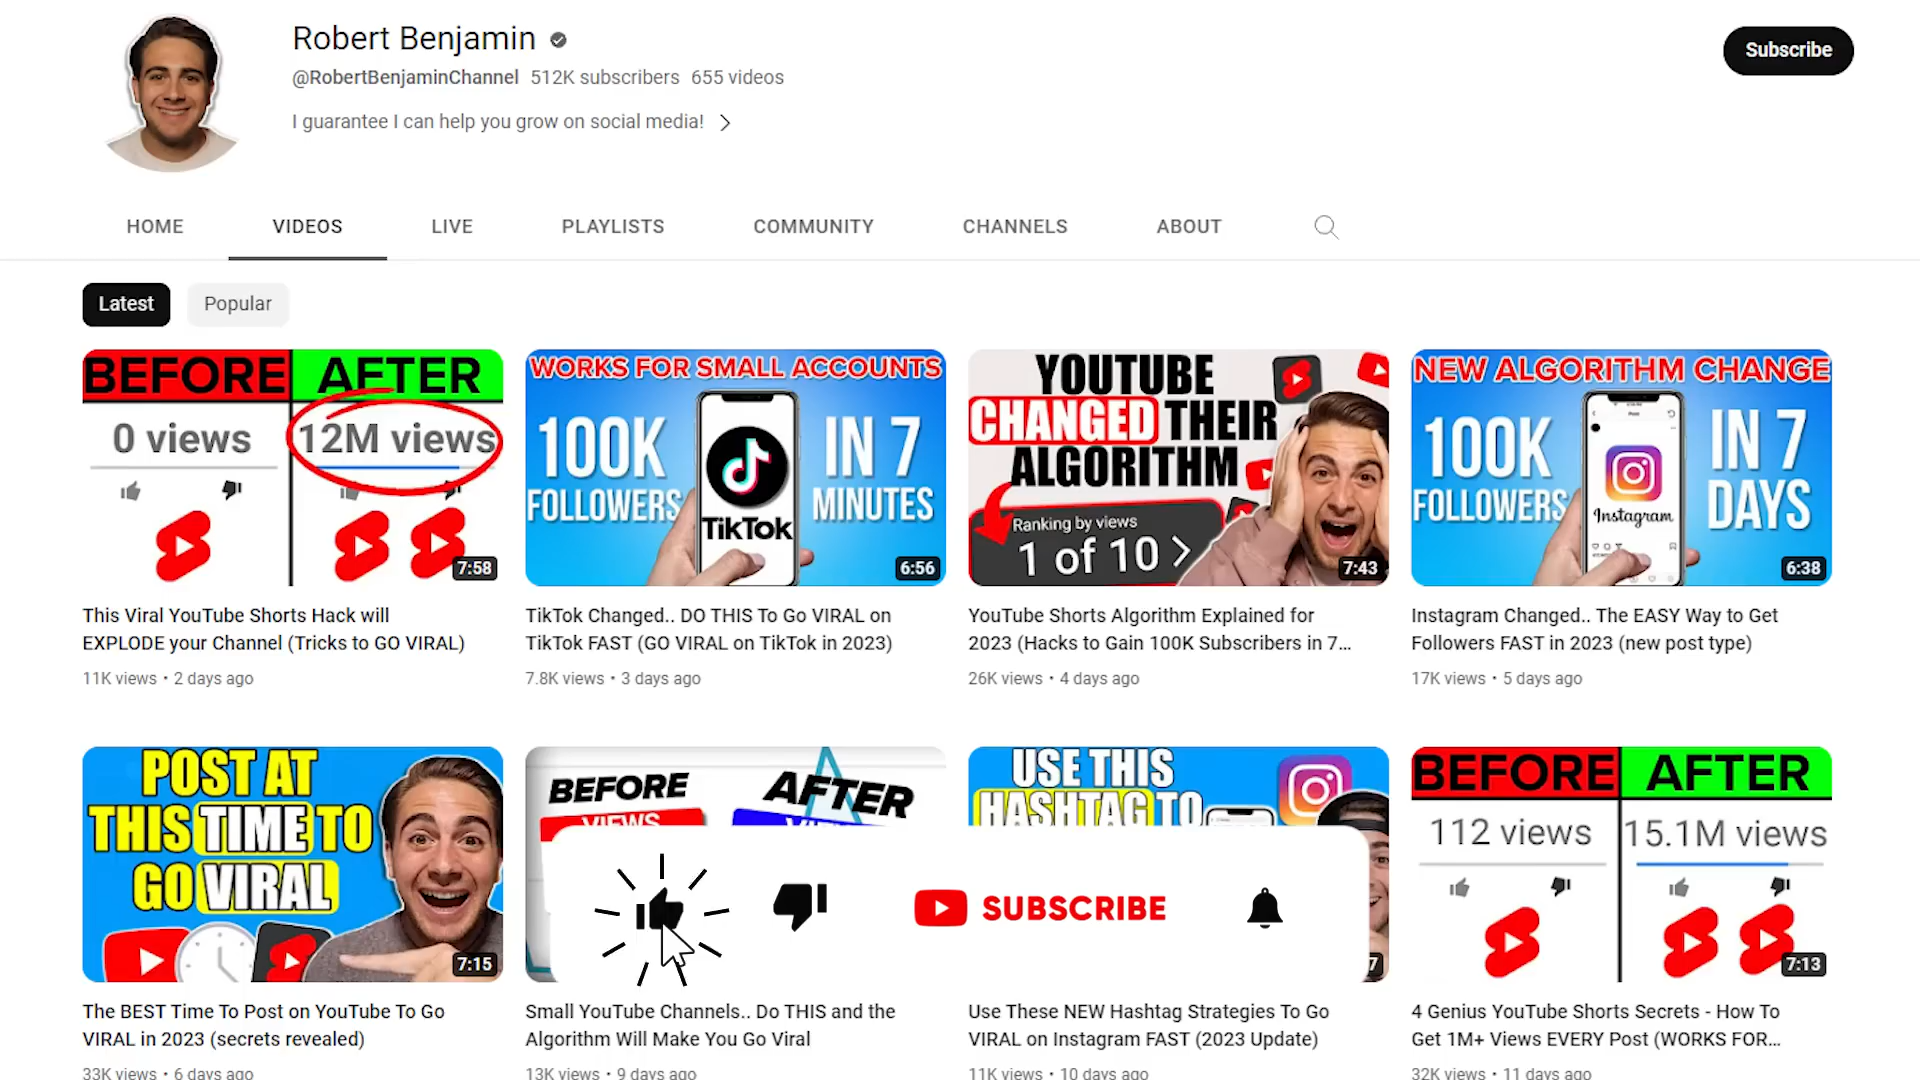 Robert Benjamin
@RobertBenjaminChannel 512K subscribers 655 videos
I guarantee I can help you grow on social media!
Subscribe
HOME VIDEOS LIVE PLAYLISTS COMMUNITY CHANNELS ABOUT
Latest Popular
BEFORE AFTER
0 views 12M views
7:58
WORKS FOR SMALL ACCOUNTS
100K FOLLOWERS
TikTok
IN 7 MINUTES
6:56
YOUTUBE
CHANGED THEIR
ALGORITHM
Ranking by views
1 of 10
7:43
NEW ALGORITHM CHANGE
100K FOLLOWERS
Instagram
IN 7 DAYS
6:38
This Viral YouTube Shorts Hack will
EXPLODE your Channel (Tricks to GO VIRAL)
11K views • 2 days ago
TikTok Changed.. DO THIS To Go VIRAL on
TikTok FAST (GO VIRAL on TikTok in 2023)
7.8K views • 3 days ago
YouTube Shorts Algorithm Explained for
2023 (Hacks to Gain 100K Subscribers in 7...
26K views • 4 days ago
Instagram Changed.. The EASY Way to Get
Followers FAST in 2023 (new post type)
17K views • 5 days ago
POST AT
THIS TIME TO
GO VIRAL
7:15
BEFORE AFTER
VIEWS
USE THIS
HASHTAG TO
BEFORE AFTER
112 views 15.1M views
7:13
SUBSCRIBE
The BEST Time To Post on YouTube To Go
VIRAL in 2023 (secrets revealed)
33K views • 6 days ago
Small YouTube Channels.. Do THIS and the
Algorithm Will Make You Go Viral
13K views • 9 days ago
Use These NEW Hashtag Strategies To Go
VIRAL on Instagram FAST (2023 Update)
11K views • 10 days ago
4 Genius YouTube Shorts Secrets - How To
Get 1M+ Views EVERY Post (WORKS FOR...
32K views • 11 days ago